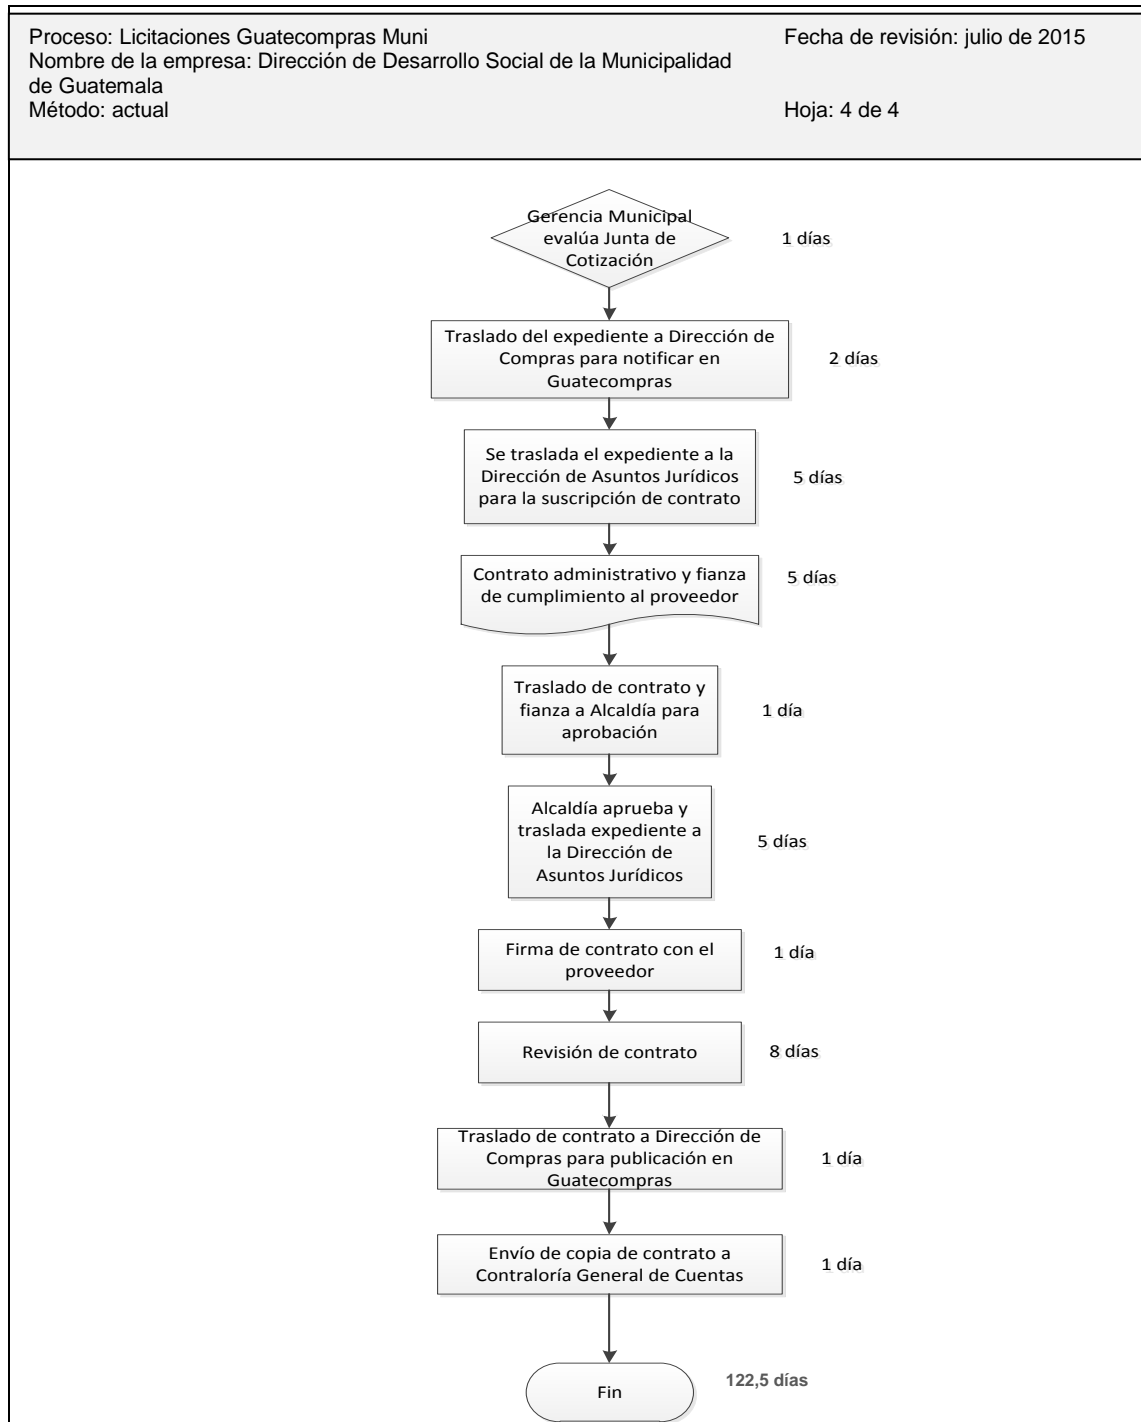 Proceso: Licitaciones Guatecompras Muni
Fecha de revisión: julio de 2015
Nombre de la empresa: Dirección de Desarrollo Social de la Municipalidad
de Guatemala
Método: actual
Hoja: 4 de 4
Gerencia Municipal
evalúa Junta de
Cotización
1 días
Traslado del expediente a Dirección de
Compras para notificar en
Guatecompras
2 días
Se traslada el expediente a la
Dirección de Asuntos Jurídicos
para la suscripción de contrato
5 días
Contrato administrativo y fianza
de cumplimiento al proveedor
5 días
Traslado de contrato y
fianza a Alcaldía para
aprobación
1 día
Alcaldía aprueba y
traslada expediente a
la Dirección de
Asuntos Jurídicos
5 días
Firma de contrato con el
proveedor
1 día
Revisión de contrato
8 días
Traslado de contrato a Dirección de
Compras para publicación en
Guatecompras
1 día
Envío de copia de contrato a
Contraloría General de Cuentas
1 día
Fin
122,5 días